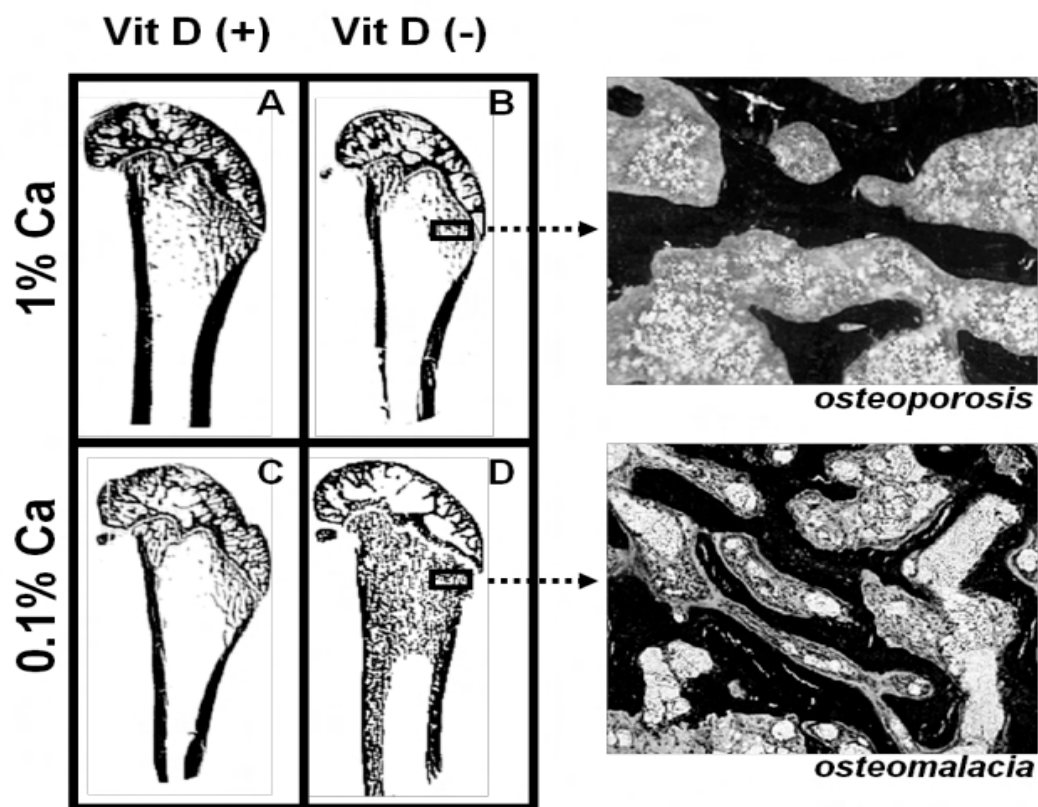 Vit D (+) Vit D (-)
1% Ca
A
B
osteoporosis
0.1% Ca
C
D
osteomalacia